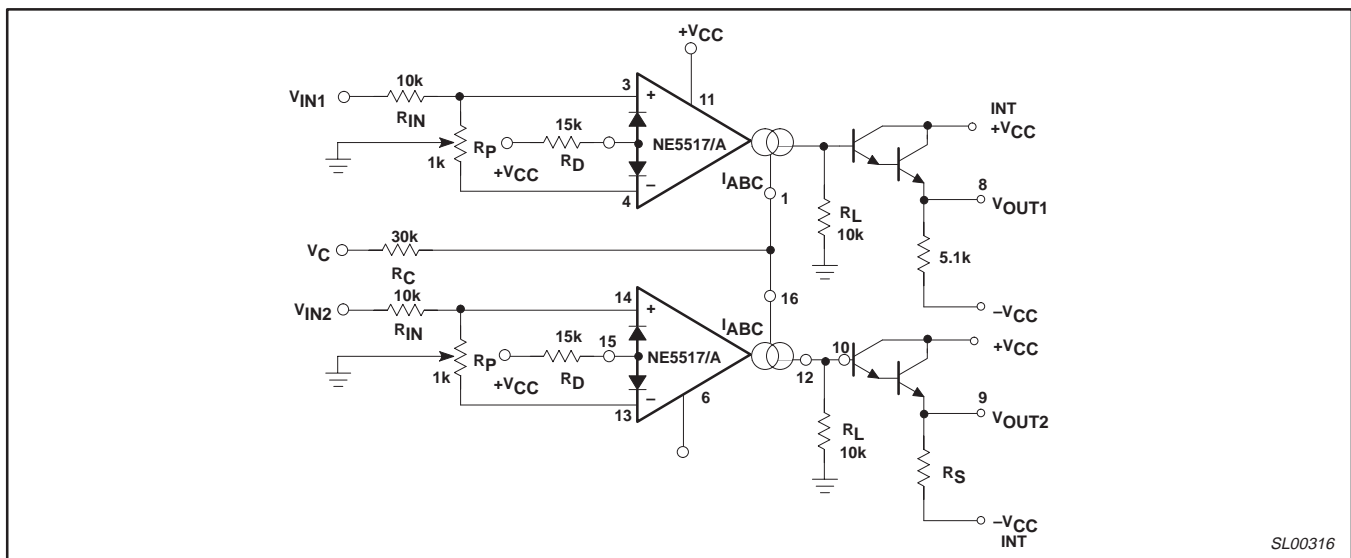 +VCC
10k
VIN1
RIN
3
+
11
INT
+VCC
15k
RP
1k
+VCC
RD
NE5517/A
–
4
IABC
1
RL
10k
8
VOUT1
5.1k
–VCC
VC
30k
RC
16
10k
VIN2
RIN
14
+
IABC
+VCC
15k
15
RP
1k
+VCC
RD
NE5517/A
10
12
–
13
6
9
VOUT2
RL
10k
RS
–VCC
INT
SL00316